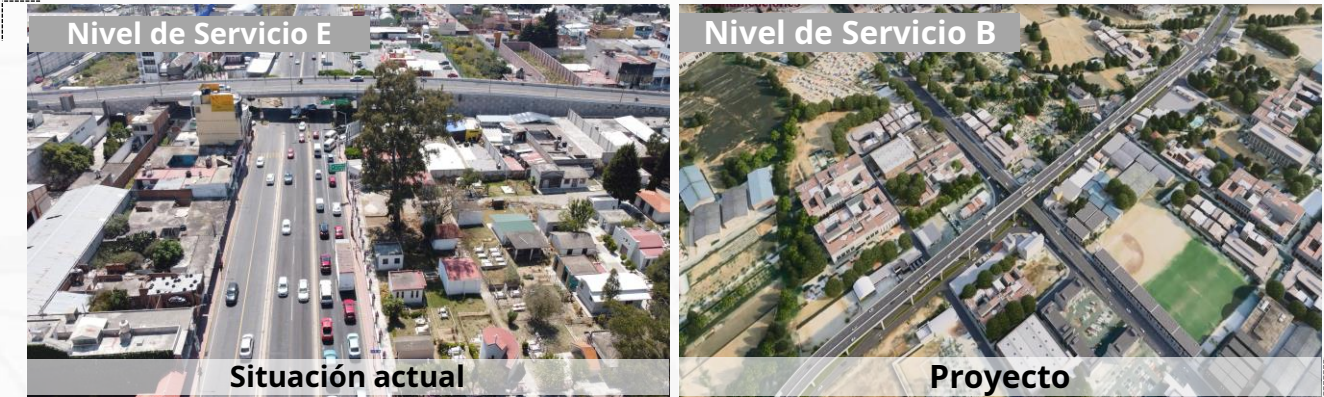 Nivel de Servicio E
Nivel de Servicio B
Situación actual
Proyecto